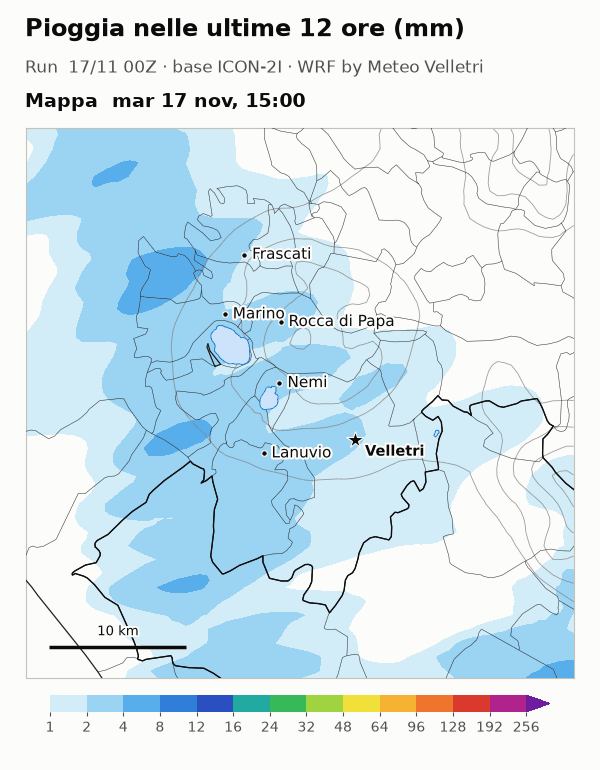 Pioggia nelle ultime 12 ore (mm)
Run  17/11 00Z · base ICON-2I · WRF by Meteo Velletri
Mappa  mar 17 nov, 15:00
Frascati
Marino
Rocca di Papa
Nemi
Velletri
Lanuvio
10 km
1 2 4 8 12 16 24 32 48 64 96 128 192 256